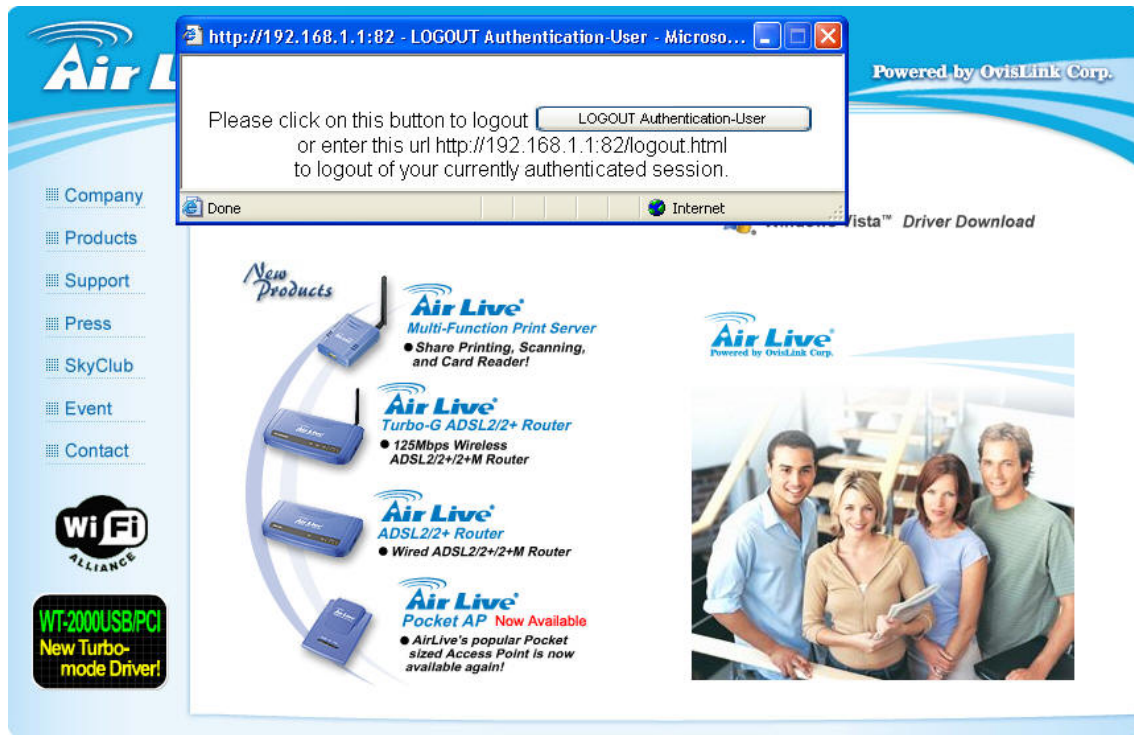 http://192.168.1.1:82 - LOGOUT Authentication-User - Microso...
Air L
Powered by OvisLink Corp.
Please click on this button to logout LOGOUT Authentication-User
or enter this url http://192.168.1.1:82/logout.html
to logout of your currently authenticated session.
Done Internet
Vista™ Driver Download
Company
Products
Support
Press
SkyClub
Event
Contact
Wi Fi
ALLIANCE
WT-2000USB/PCI
New Turbo-
mode Driver!
New
Products
Air Live
Multi-Function Print Server
Share Printing, Scanning,
and Card Reader!
Air Live
Turbo-G ADSL2/2+ Router
125Mbps Wireless
ADSL2/2+/2+M Router
Air Live
ADSL2/2+ Router
Wired ADSL2/2+/2+M Router
Air Live
Pocket AP Now Available
AirLive's popular Pocket
sized Access Point is now
available again!
Air Live
Powered by OvisLink Corp.